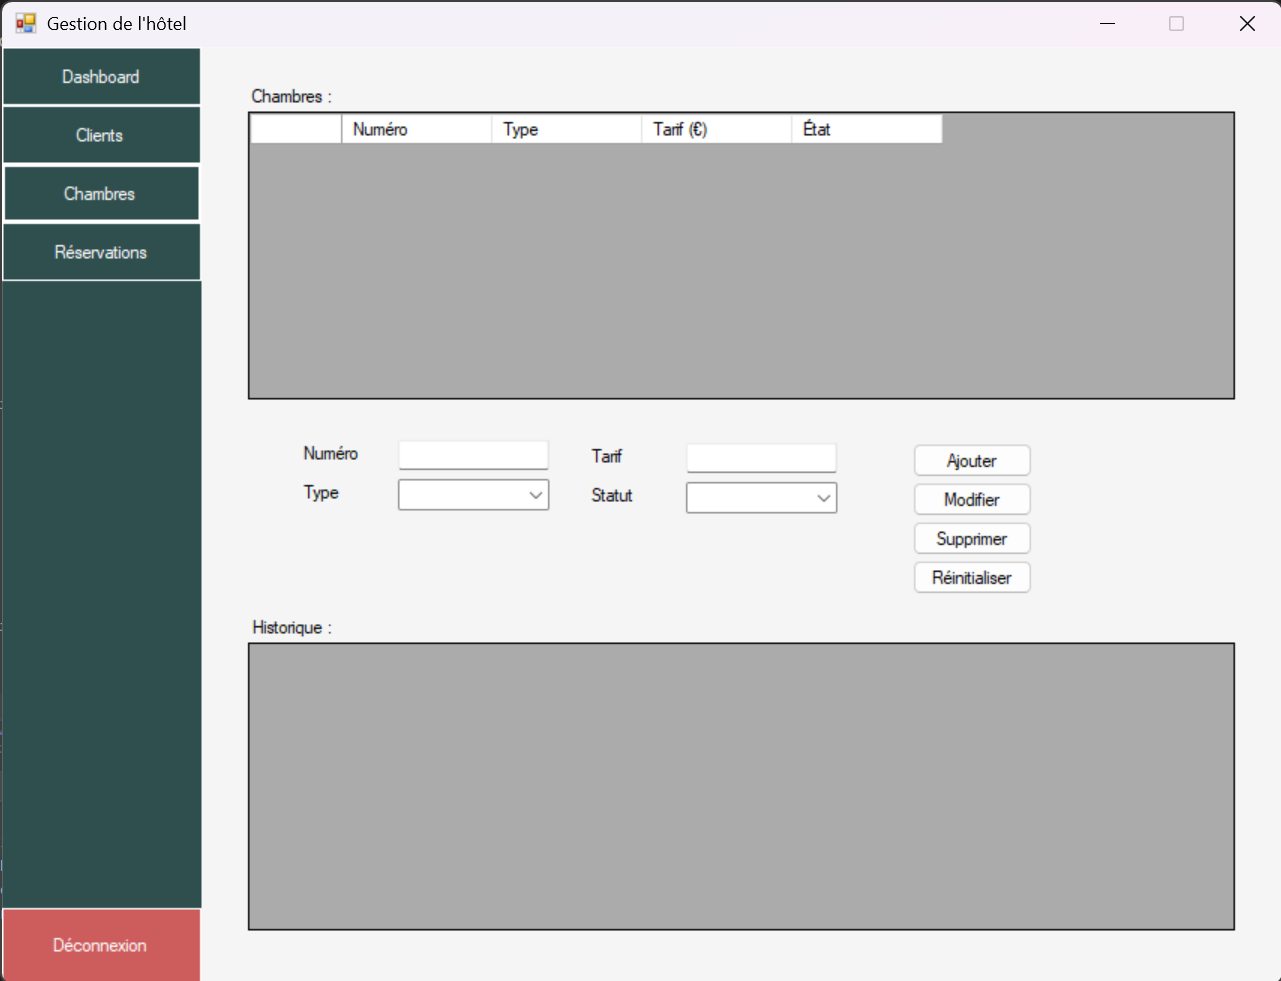 Gestion de l'hôtel
Dashboard
Clients
Chambres
Réservations
Déconnexion
Chambres :
Numéro Type Tarif (€) État
Numéro Tarif Ajouter
Type Statut Modifier
Supprimer
Réinitialiser
Historique :